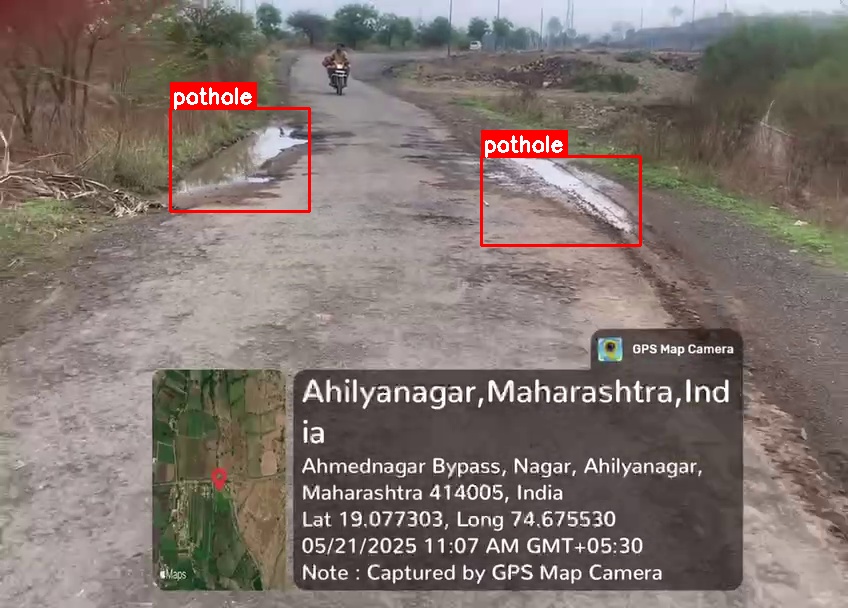 pothole
pothole
GPS Map Camera
Ahilyanagar,Maharashtra,Ind
ia
Ahmednagar Bypass, Nagar, Ahilyanagar,
Maharashtra 414005, India
Lat 19.077303, Long 74.675530
05/21/2025 11:07 AM GMT+05:30
Note : Captured by GPS Map Camera
Maps